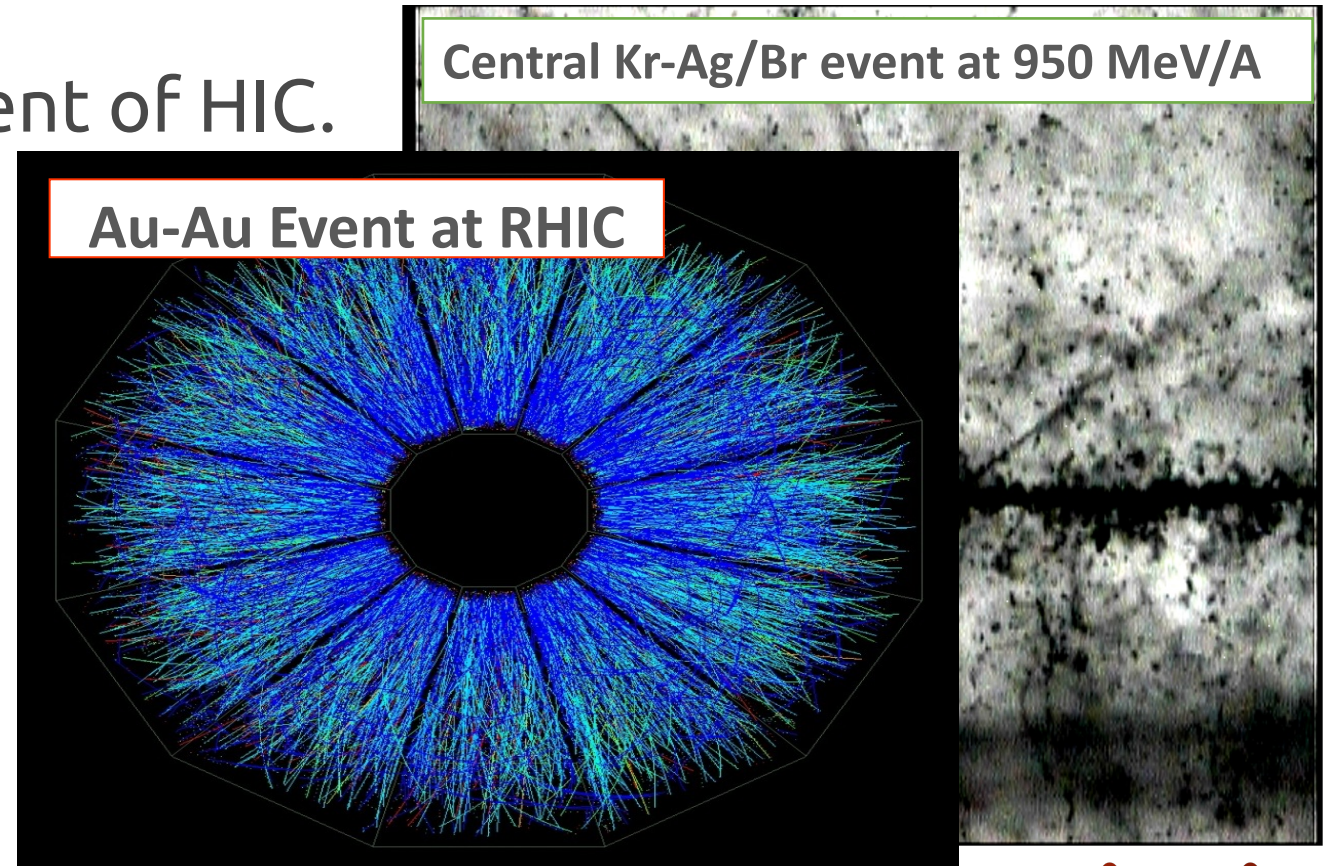 Central Kr-Ag/Br event at 950 MeV/A
ent of HIC.
Au-Au Event at RHIC